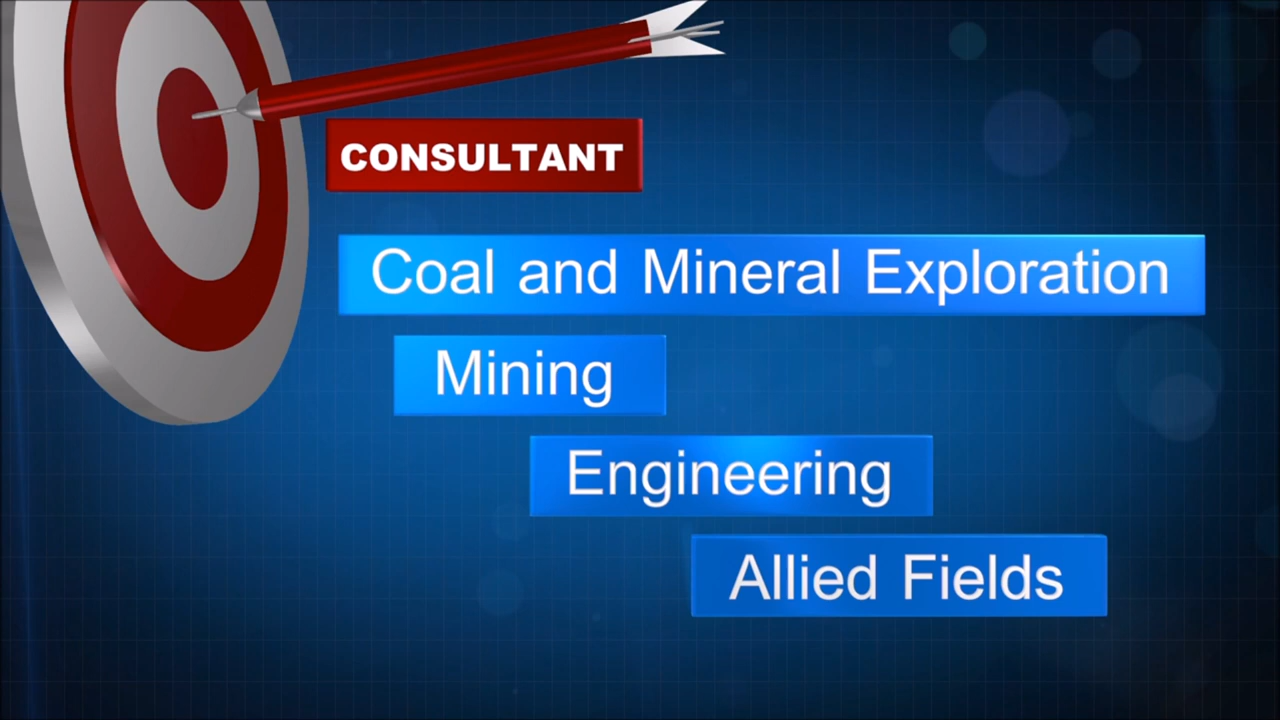 CONSULTANT
Coal and Mineral Exploration
Mining
Engineering
Allied Fields